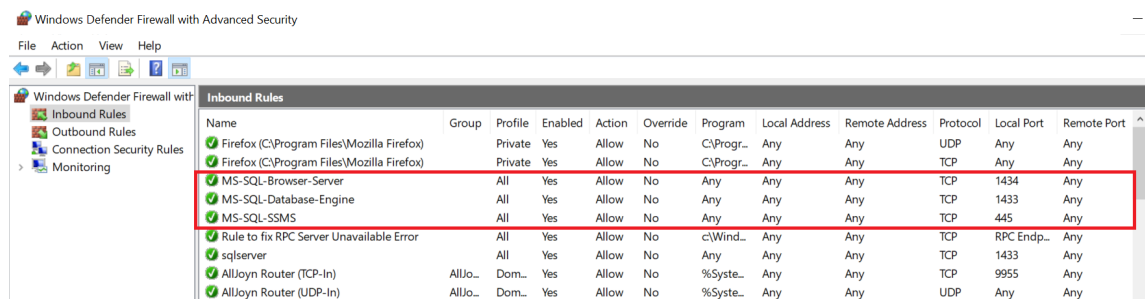 Windows Defender Firewall with Advanced Security
File Action View Help
Windows Defender Firewall with
Inbound Rules
Outbound Rules
Connection Security Rules
Monitoring
Inbound Rules
Name Group Profile Enabled Action Override Program Local Address Remote Address Protocol Local Port Remote Port
Firefox (C:\Program Files\Mozilla Firefox) Private Yes Allow No C:\Progr... Any Any UDP Any Any
Firefox (C:\Program Files\Mozilla Firefox) Private Yes Allow No C:\Progr... Any Any TCP Any Any
MS-SQL-Browser-Server All Yes Allow No Any Any Any TCP 1434 Any
MS-SQL-Database-Engine All Yes Allow No Any Any Any TCP 1433 Any
MS-SQL-SSMS All Yes Allow No Any Any Any TCP 445 Any
Rule to fix RPC Server Unavailable Error All Yes Allow No c:\Wind... Any Any TCP RPC Endp... Any
sqlserver All Yes Allow No Any Any Any TCP 1433 Any
AllJoyn Router (TCP-In) AllJo... Dom... Yes Allow No %Syste... Any Any TCP 9955 Any
AllJoyn Router (UDP-In) AllJo... Dom... Yes Allow No %Syste... Any Any UDP Any Any